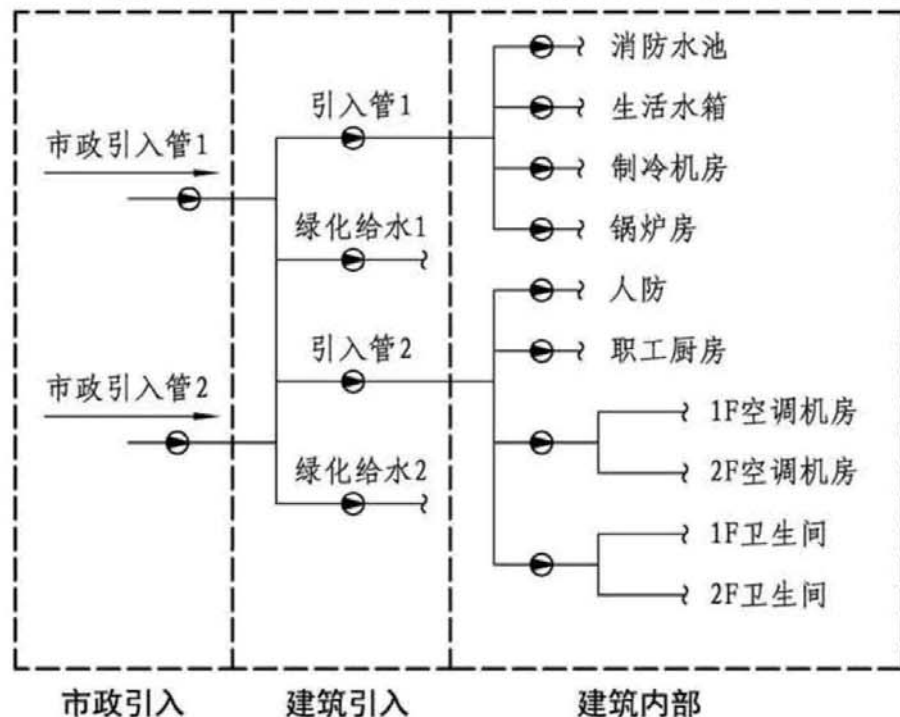 市政引入管1
市政引入管2
引入管1
绿化给水1
引入管2
绿化给水2
消防水池
生活水箱
制冷机房
锅炉房
人防
职工厨房
1F空调机房
2F空调机房
1F卫生间
2F卫生间
市政引入
建筑引入
建筑内部